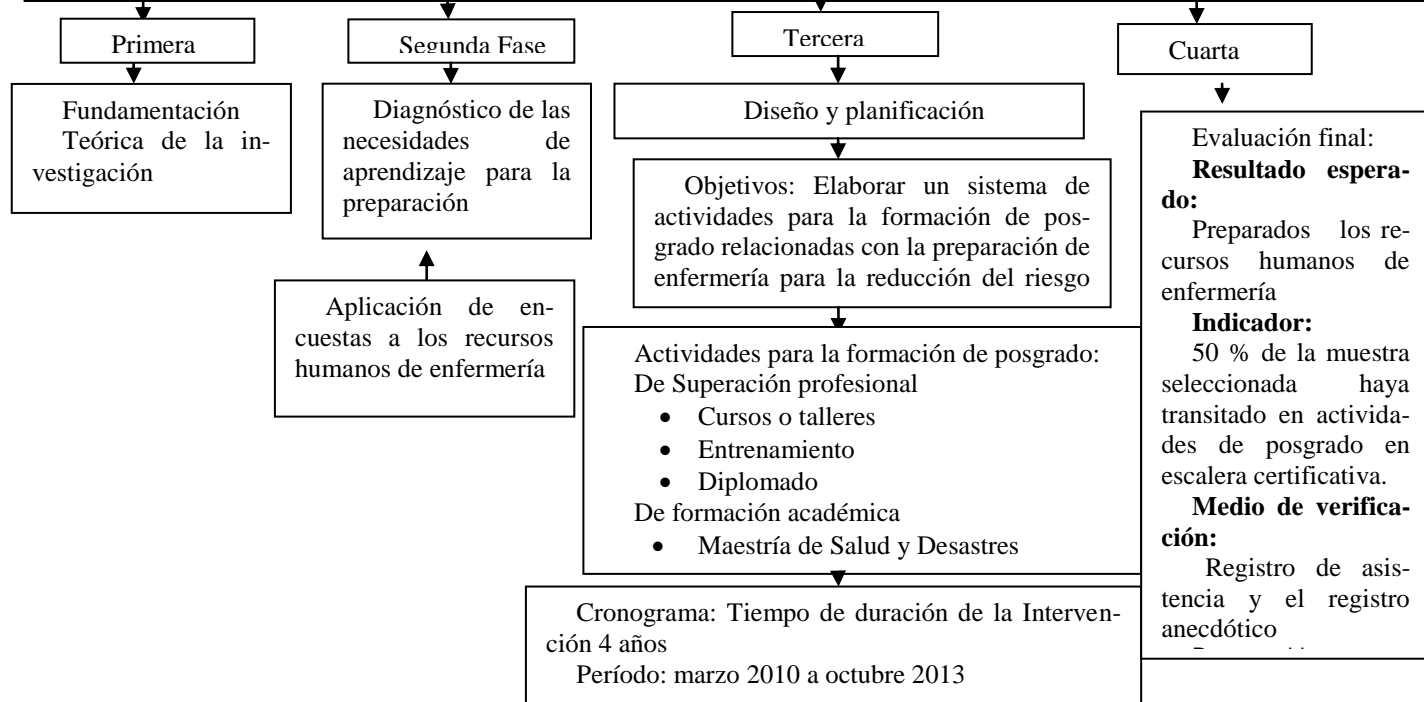 Primera
Fundamentación
Teórica de la in-
vestigación
Segunda Fase
Diagnóstico de las
necesidades de
aprendizaje para la
preparación
Aplicación de en-
cuestas a los recursos
humanos de enfermería
Tercera
Diseño y planificación
Objetivos: Elaborar un sistema de
actividades para la formación de pos-
grado relacionadas con la preparación de
enfermería para la reducción del riesgo
Actividades para la formación de posgrado:
De Superación profesional
• Cursos o talleres
• Entrenamiento
• Diplomado
De formación académica
• Maestría de Salud y Desastres
Cronograma: Tiempo de duración de la Interven-
ción 4 años
Período: marzo 2010 a octubre 2013
Cuarta
Evaluación final:
Resultado espera-
do:
Preparados los re-
cursos humanos de
enfermería
Indicador:
50 % de la muestra
seleccionada haya
transitado en activida-
des de posgrado en
escalera certificativa.
Medio de verifica-
ción:
Registro de asis-
tencia y el registro
anecdótico